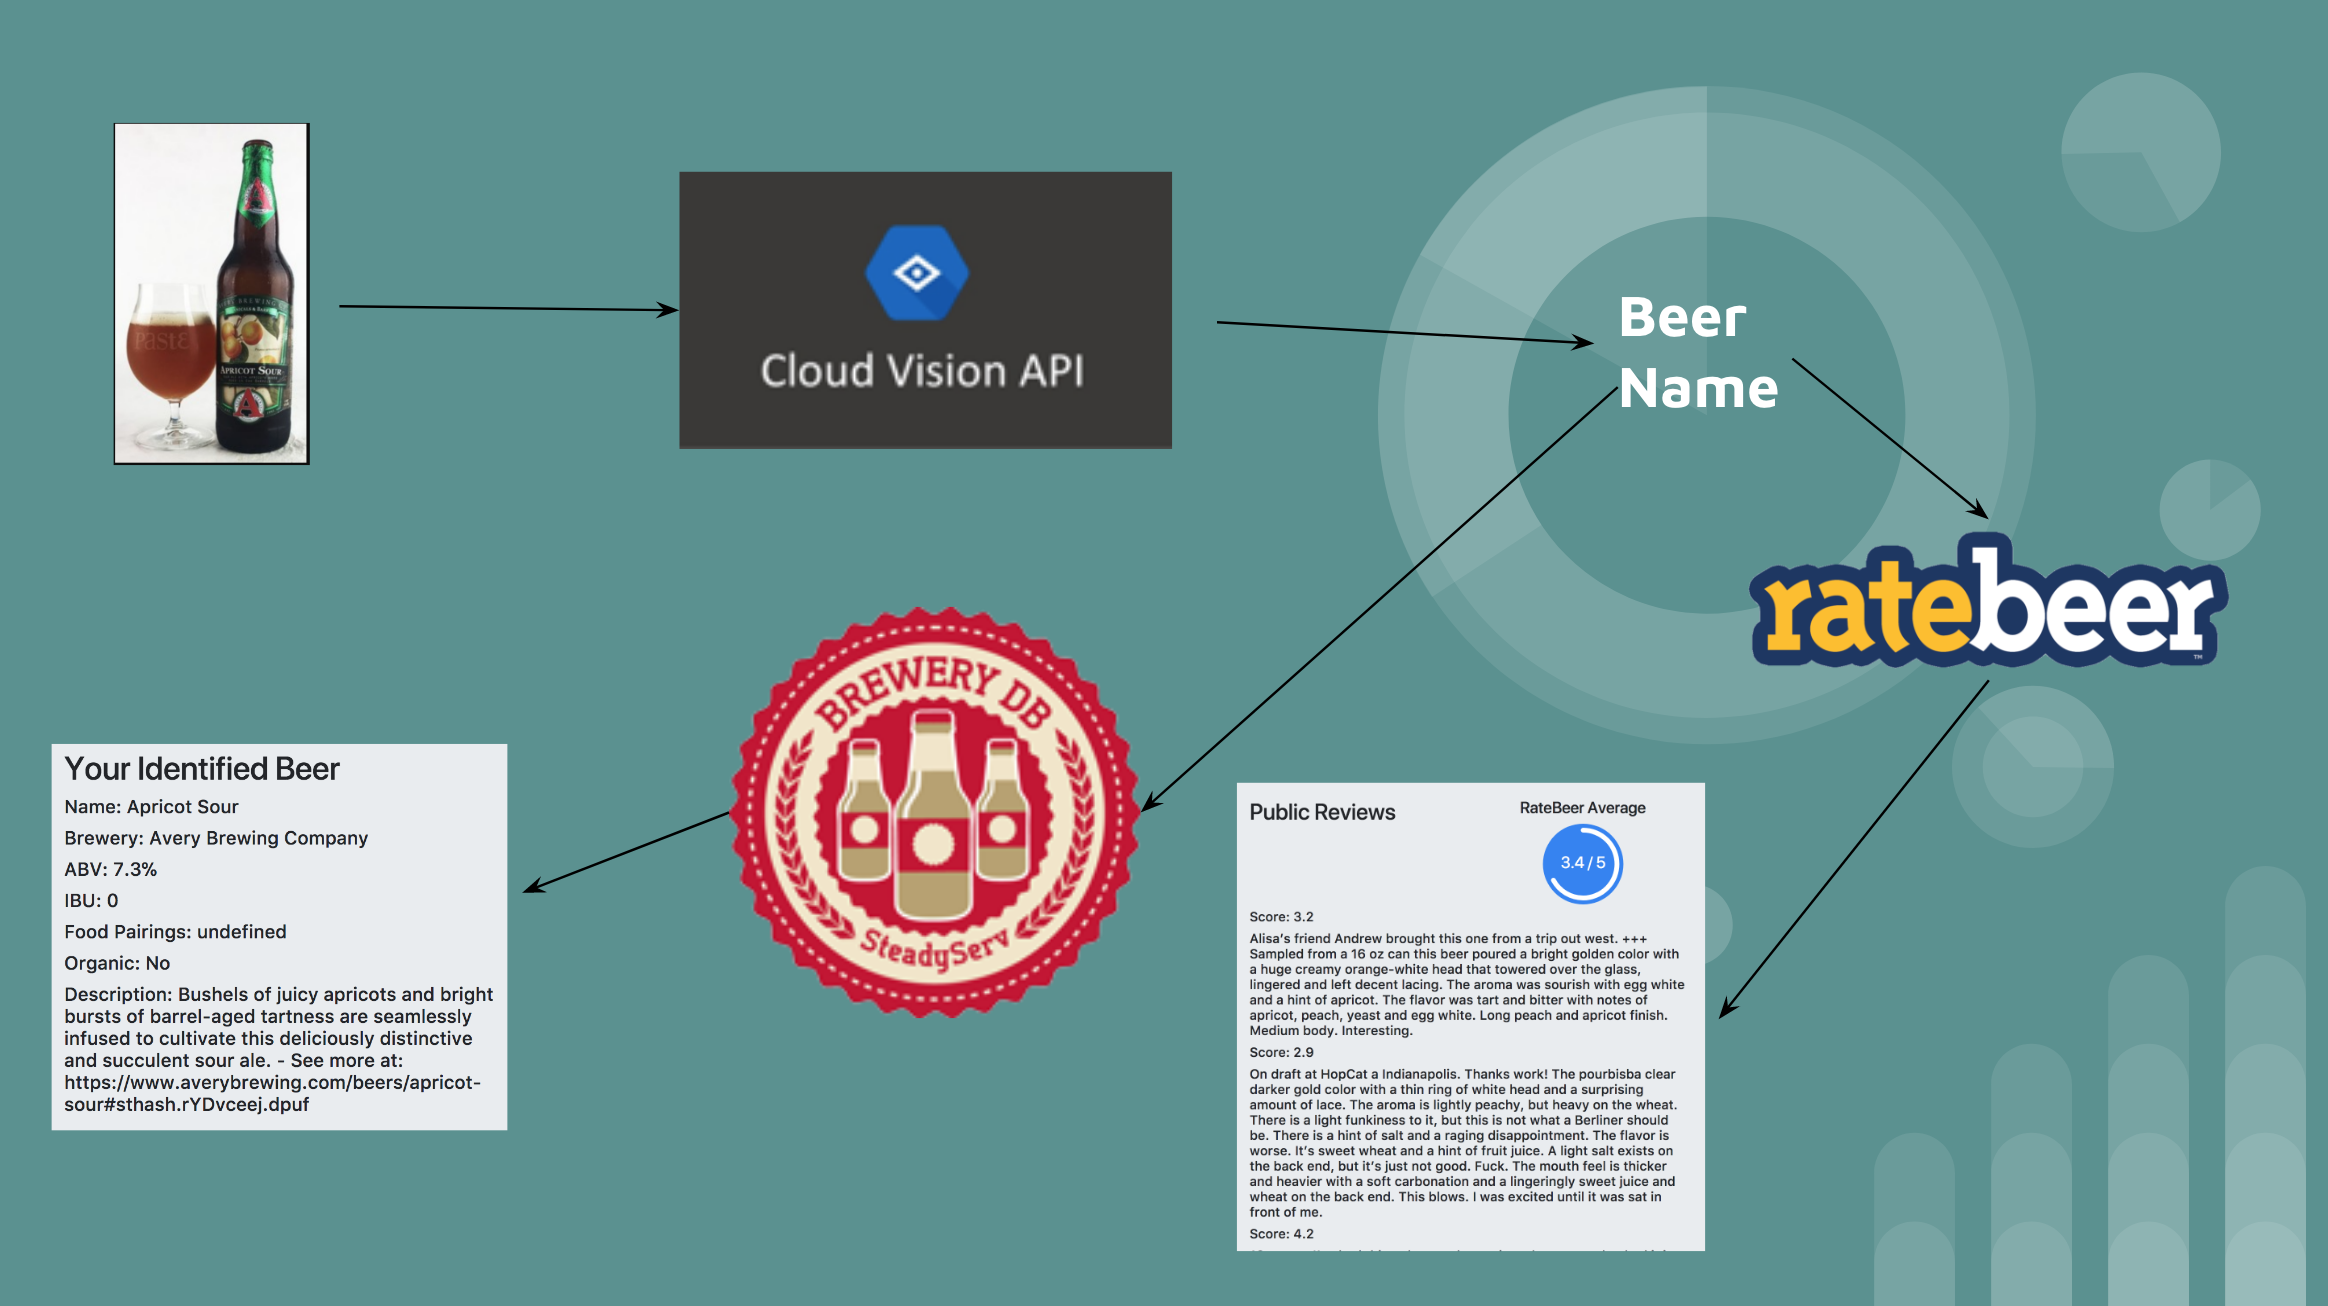 PASTE
APRICOT SOUR
Cloud Vision API
Beer
Name
ratebeer
TM
BREWERY DB
SteadyServ
Your Identified Beer
Name: Apricot Sour
Brewery: Avery Brewing Company
ABV: 7.3%
IBU: 0
Food Pairings: undefined
Organic: No
Description: Bushels of juicy apricots and bright
bursts of barrel-aged tartness are seamlessly
infused to cultivate this deliciously distinctive
and succulent sour ale. - See more at:
https://www.averybrewing.com/beers/apricot-
sour#sthash.rYDvceej.dpuf
Public Reviews
RateBeer Average
3.4 / 5
Score: 3.2
Alisa's friend Andrew brought this one from a trip out west. +++
Sampled from a 16 oz can this beer poured a bright golden color with
a huge creamy orange-white head that towered over the glass,
lingered and left decent lacing. The aroma was sourish with egg white
and a hint of apricot. The flavor was tart and bitter with notes of
apricot, peach, yeast and egg white. Long peach and apricot finish.
Medium body. Interesting.
Score: 2.9
On draft at HopCat a Indianapolis. Thanks work! The pourbisba clear
darker gold color with a thin ring of white head and a surprising
amount of lace. The aroma is lightly peachy, but heavy on the wheat.
There is a light funkiness to it, but this is not what a Berliner should
be. There is a hint of salt and a raging disappointment. The flavor is
worse. It's sweet wheat and a hint of fruit juice. A light salt exists on
the back end, but it's just not good. Fuck. The mouth feel is thicker
and heavier with a soft carbonation and a lingeringly sweet juice and
wheat on the back end. This blows. I was excited until it was sat in
front of me.
Score: 4.2